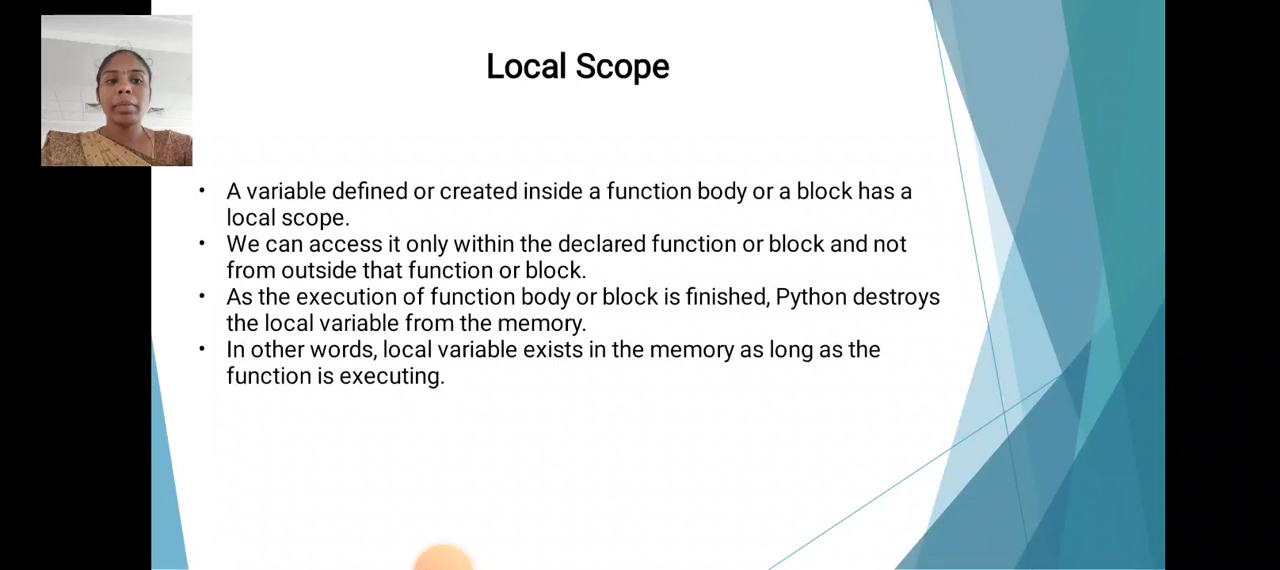 Local Scope
• A variable defined or created inside a function body or a block has a
local scope.
• We can access it only within the declared function or block and not
from outside that function or block.
• As the execution of function body or block is finished, Python destroys
the local variable from the memory.
• In other words, local variable exists in the memory as long as the
function is executing.